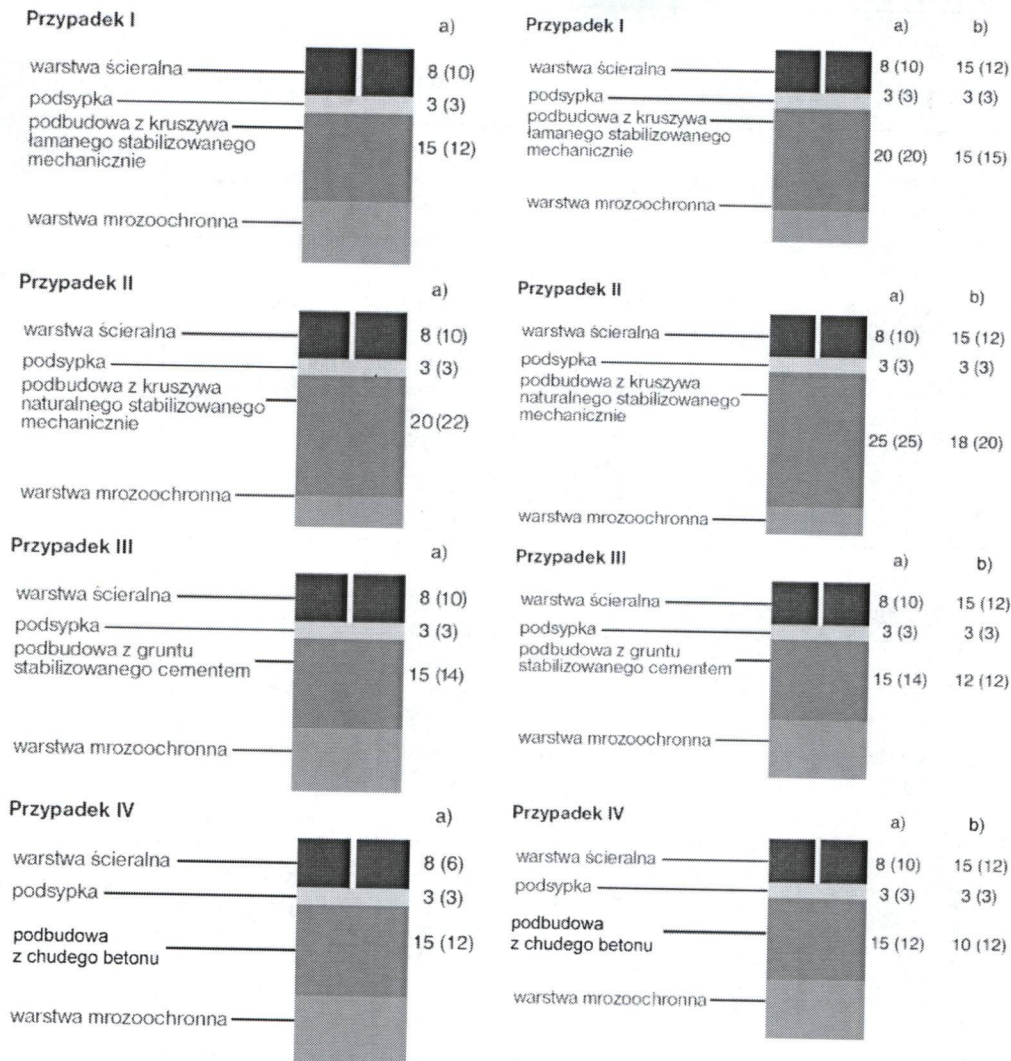 Przypadek I
a)
warstwa ścieralna
8 (10)
podsypka
3 (3)
podbudowa z kruszywa
łamanego stabilizowanego
mechanicznie
15 (12)
warstwa mrozoochronna
Przypadek II
a)
warstwa ścieralna
8 (10)
podsypka
3 (3)
podbudowa z kruszywa
naturalnego stabilizowanego
mechanicznie
20 (22)
warstwa mrozoochronna
Przypadek III
a)
warstwa ścieralna
8 (10)
podsypka
3 (3)
podbudowa z gruntu
stabilizowanego cementem
15 (14)
warstwa mrozoochronna
Przypadek IV
a)
warstwa ścieralna
8 (6)
podsypka
3 (3)
podbudowa
z chudego betonu
15 (12)
warstwa mrozoochronna
Przypadek I
a) b)
warstwa ścieralna
8 (10) 15 (12)
podsypka
3 (3) 3 (3)
podbudowa z kruszywa
łamanego stabilizowanego
mechanicznie
20 (20) 15 (15)
warstwa mrozoochronna
Przypadek II
a) b)
warstwa ścieralna
8 (10) 15 (12)
podsypka
3 (3) 3 (3)
podbudowa z kruszywa
naturalnego stabilizowanego
mechanicznie
25 (25) 18 (20)
warstwa mrozoochronna
Przypadek III
a) b)
warstwa ścieralna
8 (10) 15 (12)
podsypka
3 (3) 3 (3)
podbudowa z gruntu
stabilizowanego cementem
15 (14) 12 (12)
warstwa mrozoochronna
Przypadek IV
a) b)
warstwa ścieralna
8 (10) 15 (12)
podsypka
3 (3) 3 (3)
podbudowa
z chudego betonu
15 (12) 10 (12)
warstwa mrozoochronna